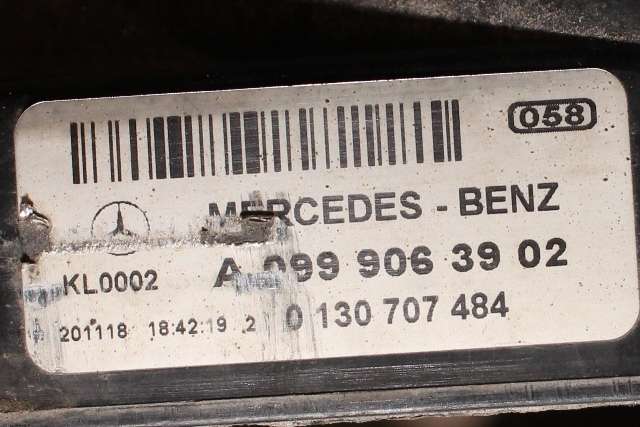 058
MERCEDES - BENZ
KL0002
A 099 906 39 02
201118 18:42:19 2
0 130 707 484